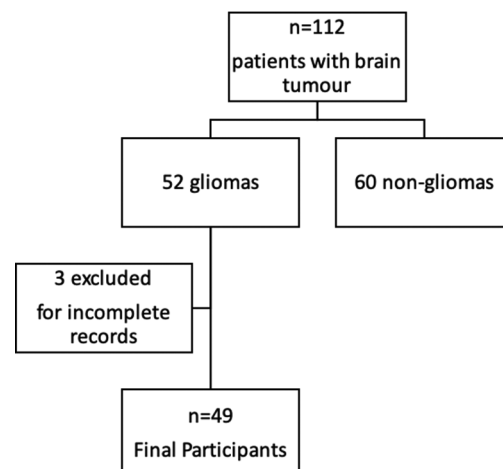 n=112
patients with brain
tumour
52 gliomas
60 non-gliomas
3 excluded
for incomplete
records
n=49
Final Participants